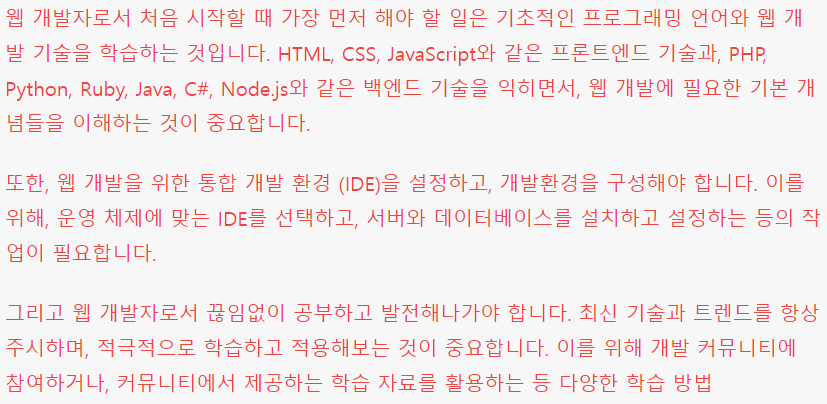 웹 개발자로서 처음 시작할 때 가장 먼저 해야 할 일은 기초적인 프로그래밍 언어와 웹 개
발 기술을 학습하는 것입니다. HTML, CSS, JavaScript와 같은 프론트엔드 기술과, PHP,
Python, Ruby, Java, C#, Node.js와 같은 백엔드 기술을 익히면서, 웹 개발에 필요한 기본 개
념들을 이해하는 것이 중요합니다.
또한, 웹 개발을 위한 통합 개발 환경 (IDE)을 설정하고, 개발환경을 구성해야 합니다. 이를
위해, 운영 체제에 맞는 IDE를 선택하고, 서버와 데이터베이스를 설치하고 설정하는 등의 작
업이 필요합니다.
그리고 웹 개발자로서 끊임없이 공부하고 발전해나가야 합니다. 최신 기술과 트렌드를 항상
주시하며, 적극적으로 학습하고 적용해보는 것이 중요합니다. 이를 위해 개발 커뮤니티에
참여하거나, 커뮤니티에서 제공하는 학습 자료를 활용하는 등 다양한 학습 방법